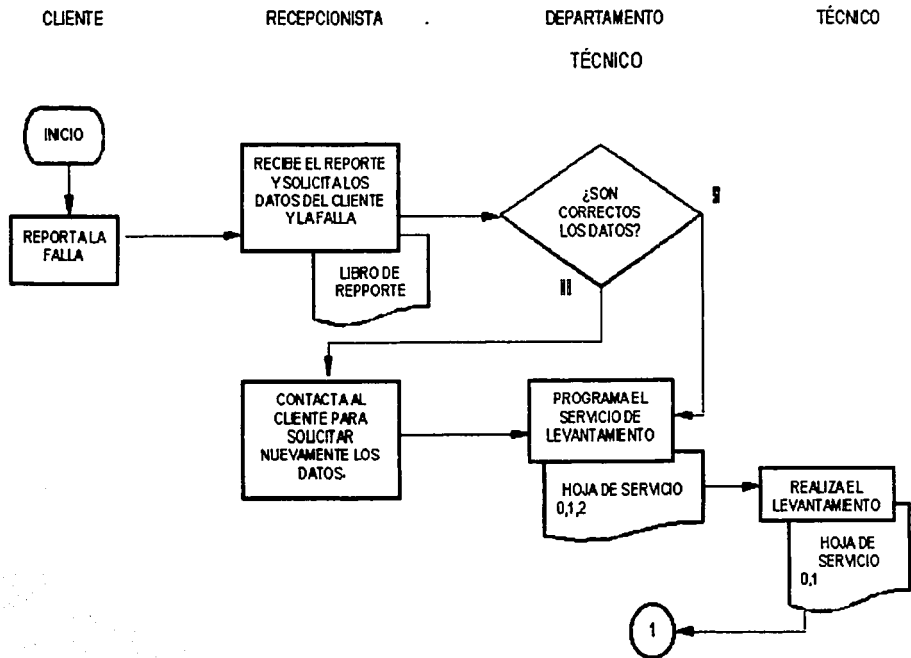 CLIENTE RECEPCIONISTA DEPARTAMENTO TÉCNICO
TÉCNICO
INICIO
REPORTA LA
FALLA
RECIBE EL REPORTE
Y SOLICITA LOS
DATOS DEL CLIENTE
Y LA FALLA
LIBRO DE
REPPORTE
¿SON
CORRECTOS
LOS DATOS?
CONTACTA AL
CLIENTE PARA
SOLICITAR
NUEVAMENTE LOS
DATOS.
PROGRAMA EL
SERVICIO DE
LEVANTAMIENTO
HOJA DE SERVICIO
0,1,2
REALIZA EL
LEVANTAMIENTO
HOJA DE
SERVICIO
0,1
1